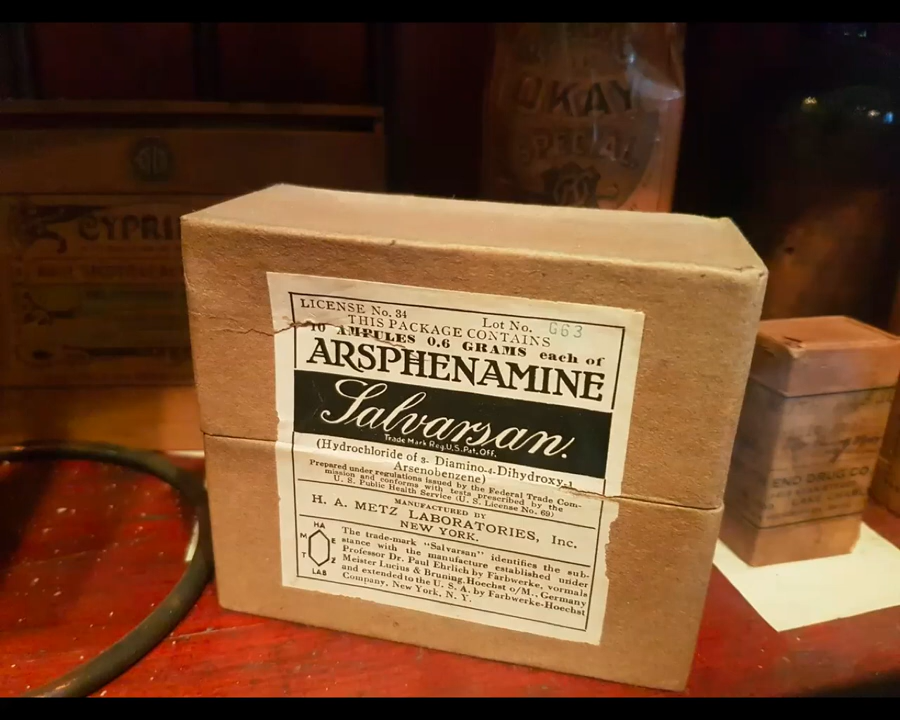 OKAY
SPECIAL
CYPRI
LICENSE No. 34 Lot No. G63
THIS PACKAGE CONTAINS
10 AMPULES 0.6 GRAMS each of
ARSPHENAMINE
Salvarsan.
Trade Mark Reg. U.S. Pat. Off.
(Hydrochloride of 3- Diamino-4-Dihydroxy-1
Arsenobenzene)
Prepared under regulations issued by the Federal Trade Com-
mission and conforms with tests prescribed by the
U. S. Public Health Service (U. S. License No. 69)
MANUFACTURED BY
H. A. METZ LABORATORIES, Inc.
NEW YORK.
HA
M E
T Z
LAB
The trade-mark "Salvarsan" identifies the sub-
stance with the manufacture established under
Professor Dr. Paul Ehrlich by Farbwerke, vormals
Meister Lucius & Bruning, Hoechst o/M., Germany
and extended to the U. S. A. by Farbwerke-Hoechst
Company, New York, N. Y.